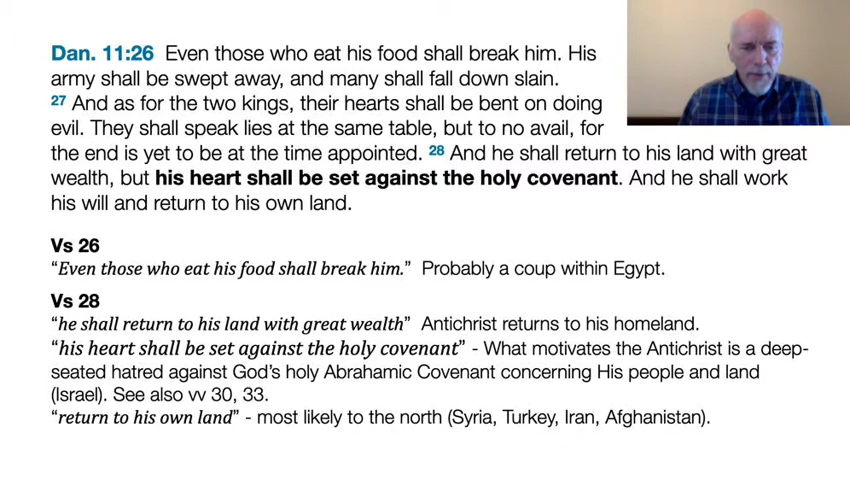 Dan. 11:26 Even those who eat his food shall break him. His
army shall be swept away, and many shall fall down slain.
27 And as for the two kings, their hearts shall be bent on doing
evil. They shall speak lies at the same table, but to no avail, for
the end is yet to be at the time appointed. 28 And he shall return to his land with great
wealth, but his heart shall be set against the holy covenant. And he shall work
his will and return to his own land.
Vs 26
“Even those who eat his food shall break him.” Probably a coup within Egypt.
Vs 28
“he shall return to his land with great wealth” Antichrist returns to his homeland.
“his heart shall be set against the holy covenant” - What motivates the Antichrist is a deep-
seated hatred against God’s holy Abrahamic Covenant concerning His people and land
(Israel). See also vv 30, 33.
“return to his own land” - most likely to the north (Syria, Turkey, Iran, Afghanistan).